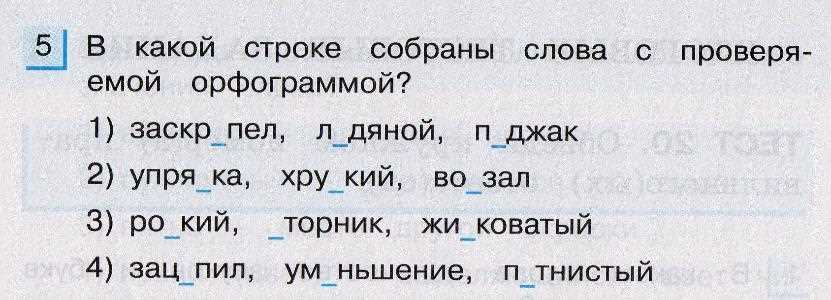 5 В какой строке собраны слова с проверя-
емой орфограммой?
1) заскр_пел, л_дяной, п_джак
2) упря_ка, хру_кий, во_зал
3) ро_кий, _торник, жи_коватый
4) зац_пил, ум_ньшение, п_тнистый